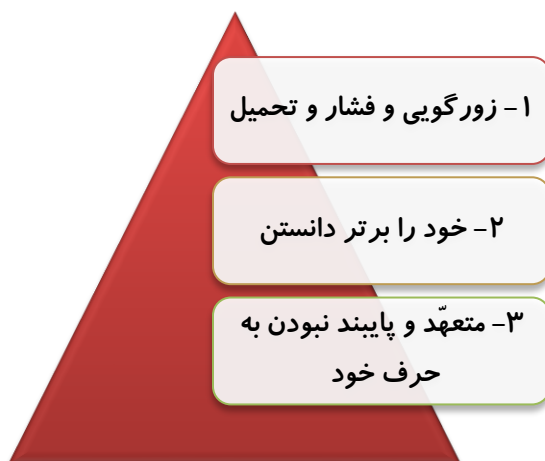 ۱- زورگویی و فشار و تحمیل
۲- خود را برتر دانستن
۳- متعهّد و پایبند نبودن به
حرف خود